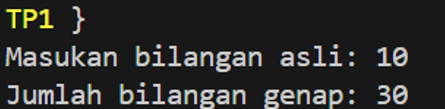 TP1 }
Masukan bilangan asli: 10
Jumlah bilangan genap: 30